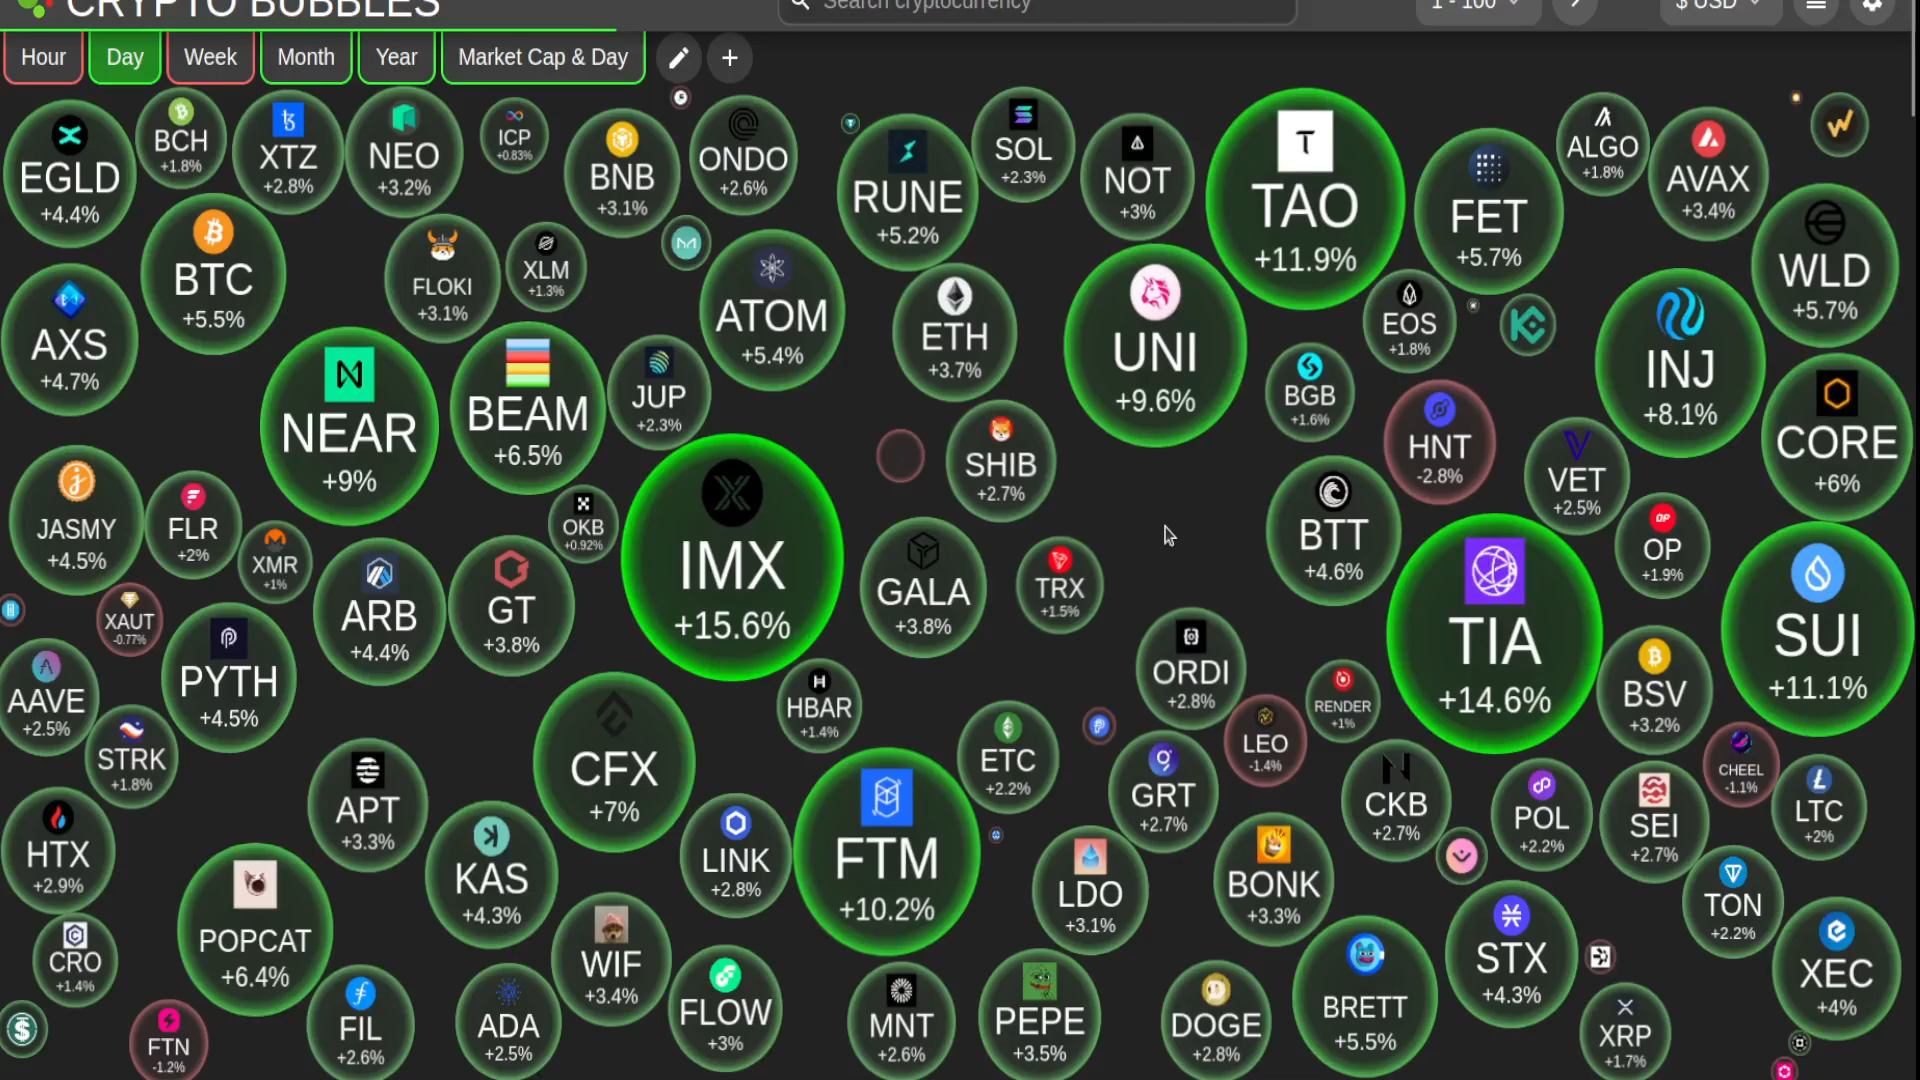 CRYPTO BUBBLES
Search cryptocurrency
1 - 100
$ USD
Hour
Day
Week
Month
Year
Market Cap & Day
EGLD
+4.4%
BCH
+1.8%
XTZ
+2.8%
NEO
+3.2%
ICP
+0.83%
BNB
+3.1%
ONDO
+2.6%
RUNE
+5.2%
SOL
+2.3%
NOT
+3%
TAO
+11.9%
FET
+5.7%
ALGO
+1.8%
AVAX
+3.4%
WLD
+5.7%
BTC
+5.5%
FLOKI
+3.1%
XLM
+1.3%
ATOM
+5.4%
ETH
+3.7%
UNI
+9.6%
EOS
+1.8%
INJ
+8.1%
AXS
+4.7%
NEAR
+9%
BEAM
+6.5%
JUP
+2.3%
BGB
+1.6%
HNT
-2.8%
CORE
+6%
SHIB
+2.7%
VET
+2.5%
JASMY
+4.5%
FLR
+2%
XMR
+1%
OKB
+0.92%
IMX
+15.6%
BTT
+4.6%
OP
+1.9%
XAUT
-0.77%
ARB
+4.4%
GT
+3.8%
GALA
+3.8%
TRX
+1.5%
TIA
+14.6%
SUI
+11.1%
AAVE
+2.5%
PYTH
+4.5%
HBAR
+1.4%
ORDI
+2.8%
RENDER
+1%
BSV
+3.2%
STRK
+1.8%
CFX
+7%
ETC
+2.2%
LEO
-1.4%
CHEEL
-1.1%
HTX
+2.9%
APT
+3.3%
KAS
+4.3%
LINK
+2.8%
FTM
+10.2%
GRT
+2.7%
CKB
+2.7%
POL
+2.2%
SEI
+2.7%
LTC
+2%
LDO
+3.1%
BONK
+3.3%
TON
+2.2%
CRO
+1.4%
POPCAT
+6.4%
WIF
+3.4%
STX
+4.3%
XEC
+4%
FTN
-1.2%
FIL
+2.6%
ADA
+2.5%
FLOW
+3%
MNT
+2.6%
PEPE
+3.5%
DOGE
+2.8%
BRETT
+5.5%
XRP
+1.7%